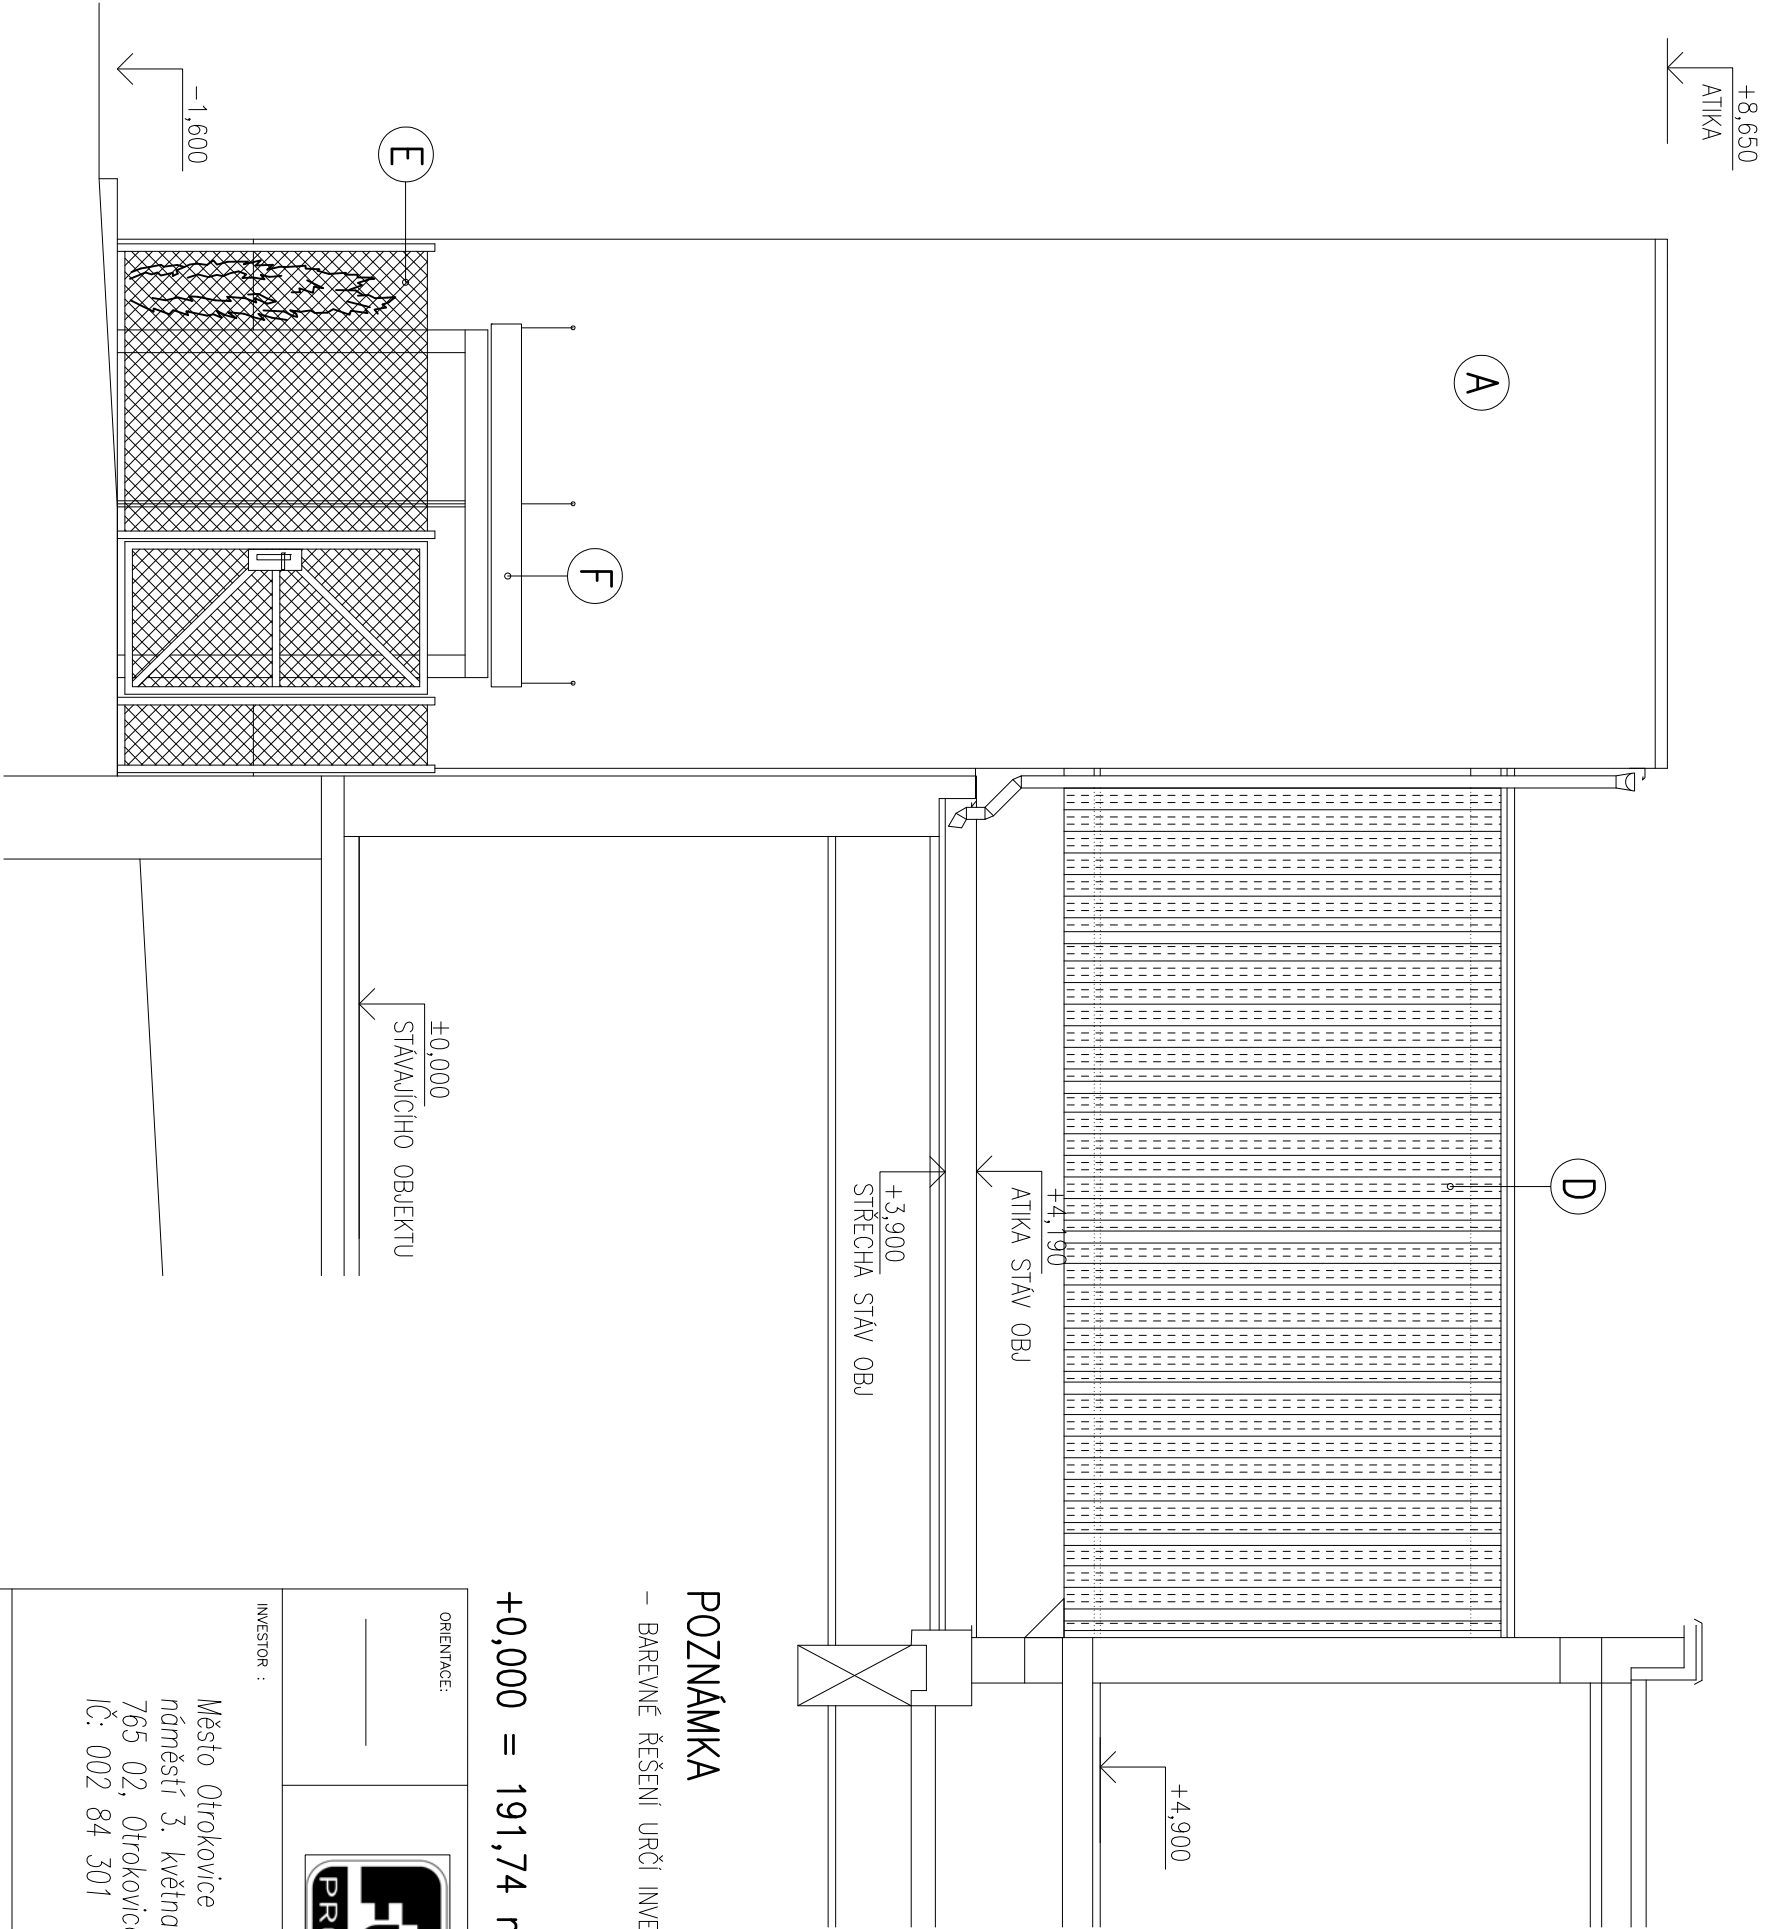 +8,650
ATIKA
A
D
+4,900
+4,190
ATIKA STÁV OBJ
+3,900
STŘECHA STÁV OBJ
F
E
±0,000
STÁVAJÍCÍHO OBJEKTU
-1,600
POZNÁMKA
- BAREVNÉ ŘEŠENÍ URČÍ
+0,000 = 191,74
ORIENTACE:
INVESTOR :
Město Otrokovice
náměstí 3. května
765 02, Otrokovice
IČ: 002 84 301